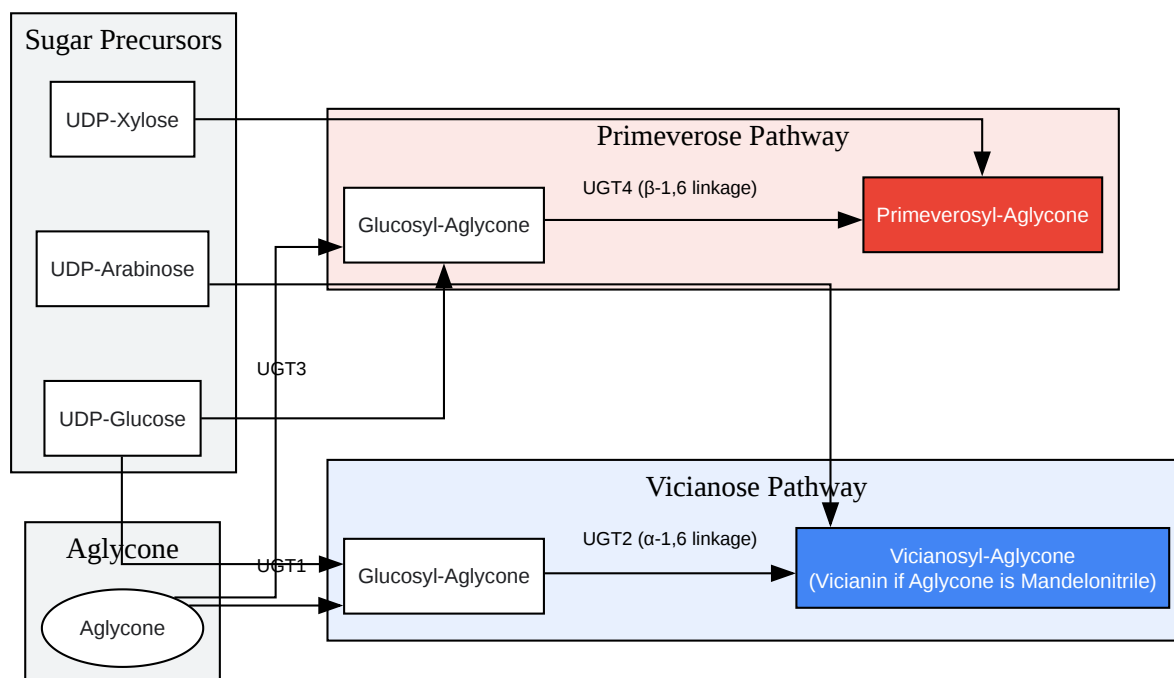 Sugar Precursors
UDP-Xylose
Primeverose Pathway
UGT4 (β-1,6 linkage)
Glucosyl-Aglycone
Primeverosyl-Aglycone
UDP-Arabinose
UGT3
UDP-Glucose
Vicianose Pathway
Aglycone
UGT2 (α-1,6 linkage)
UGT1
Glucosyl-Aglycone
Vicianosyl-Aglycone
(Vicianin if Aglycone is Mandelonitrile)
Aglycone